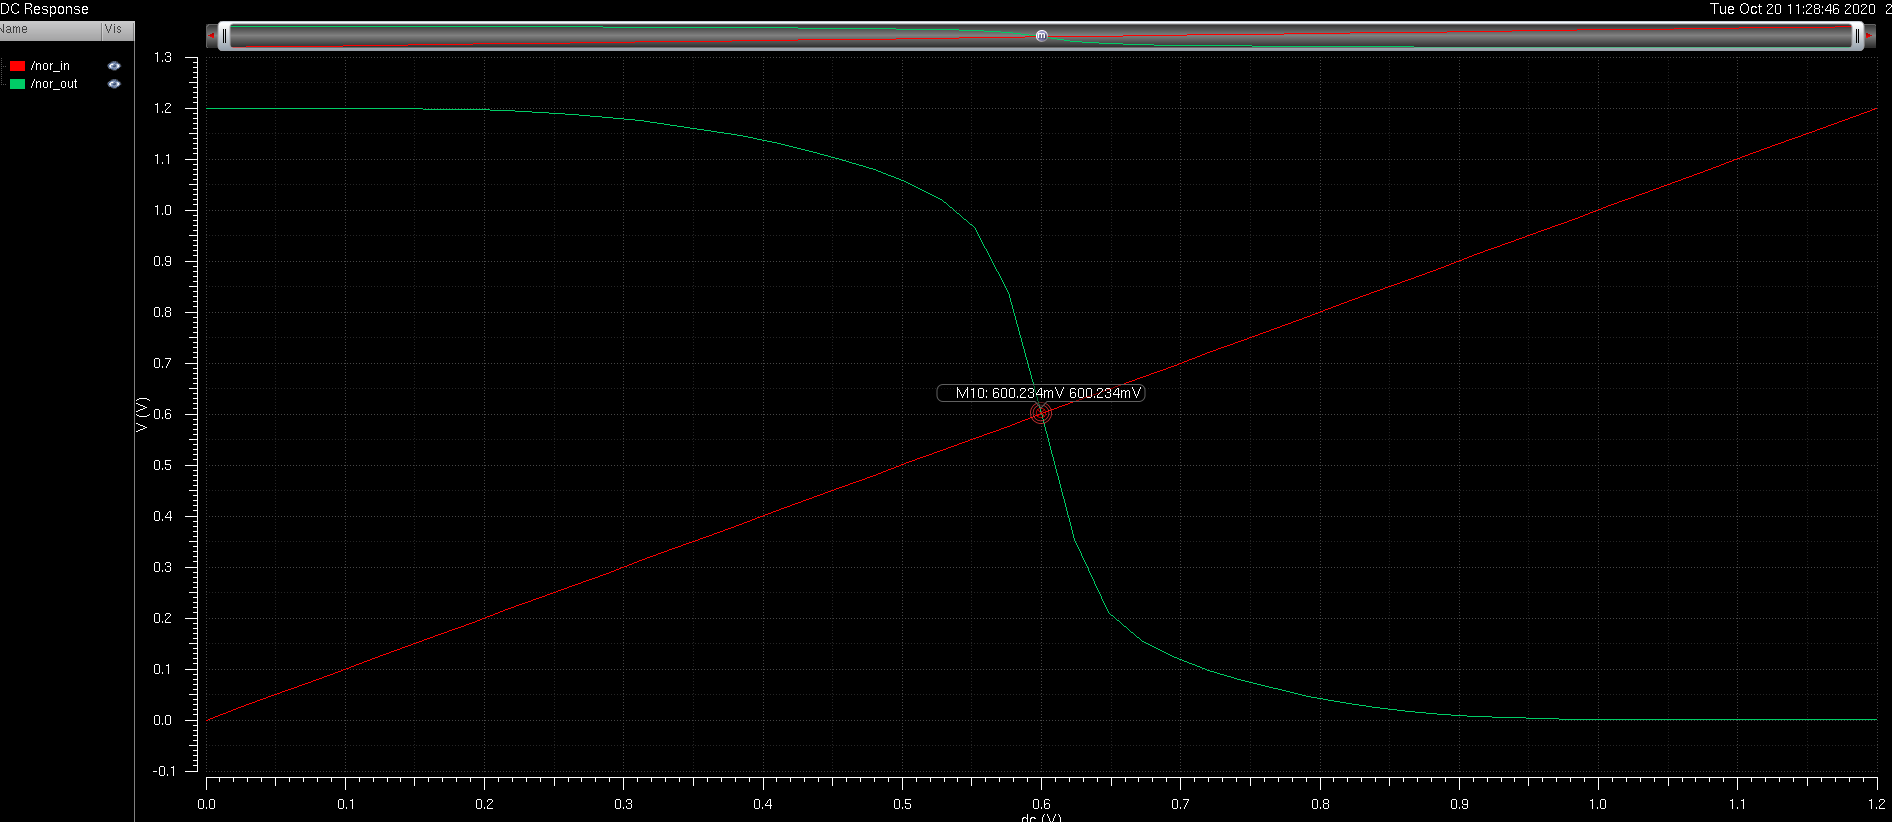 DC Response
Tue Oct 20 11:28:46 2020 2
Name Vis
/nor_in
/nor_out
m
1.3
1.2
1.1
1.0
0.9
0.8
0.7
M10: 600.234mV 600.234mV
0.6
V (V)
0.5
0.4
0.3
0.2
0.1
0.0
-0.1
0.0 0.1 0.2 0.3 0.4 0.5 0.6 0.7 0.8 0.9 1.0 1.1 1.2
dc (V)